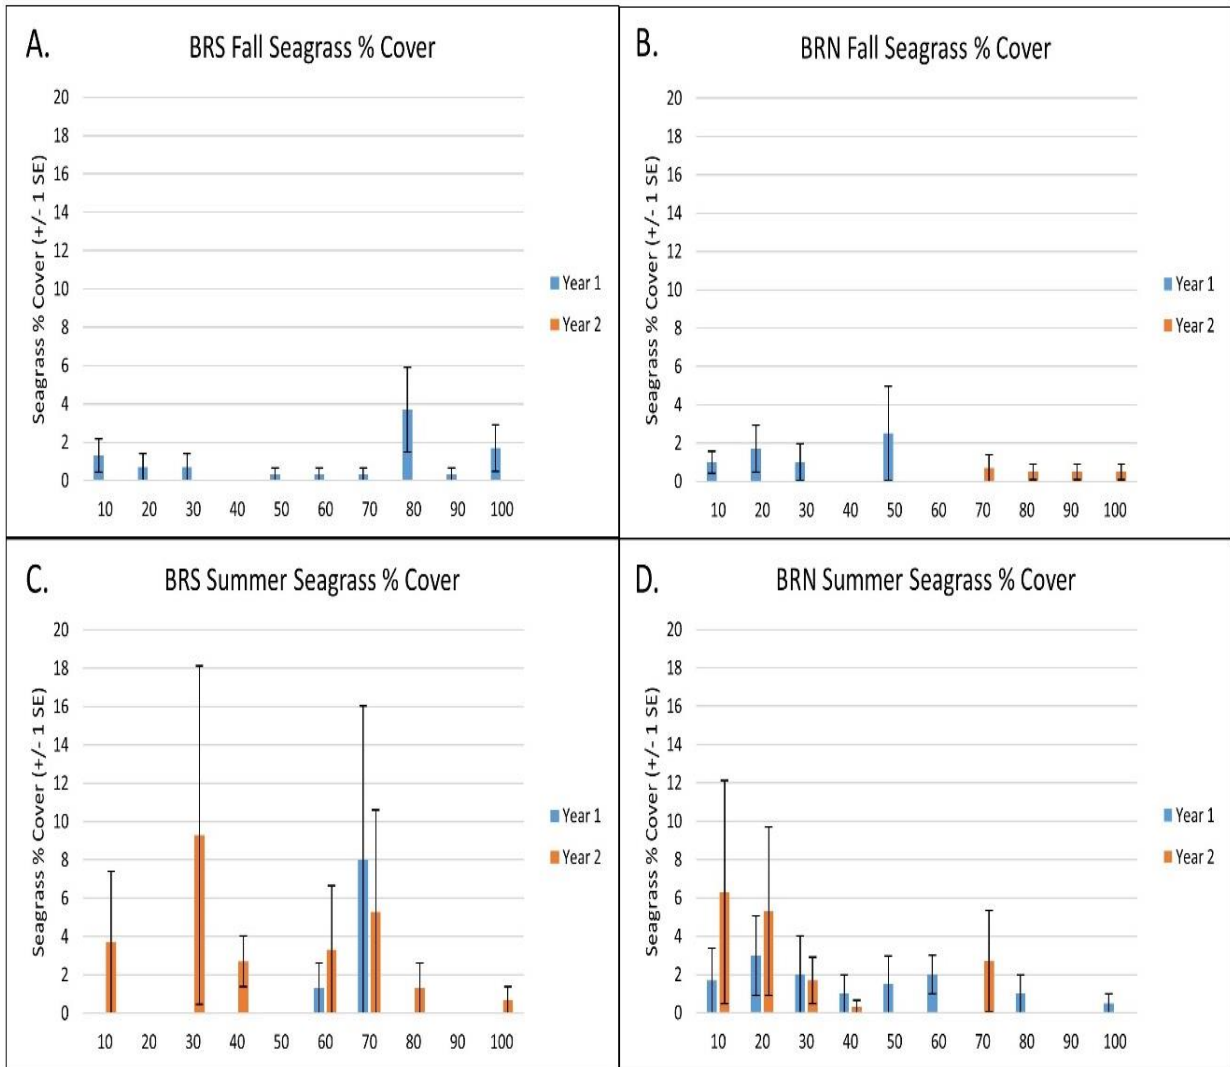 A.
BRS Fall Seagrass % Cover
Seagrass % Cover (+/- 1 SE)
20
18
16
14
12
10
8
6
4
2
0
10 20 30 40 50 60 70 80 90 100
Year 1
Year 2
B.
BRN Fall Seagrass % Cover
Seagrass % Cover (+/- 1 SE)
20
18
16
14
12
10
8
6
4
2
0
10 20 30 40 50 60 70 80 90 100
Year 1
Year 2
C.
BRS Summer Seagrass % Cover
Seagrass % Cover (+/- 1 SE)
20
18
16
14
12
10
8
6
4
2
0
10 20 30 40 50 60 70 80 90 100
Year 1
Year 2
D.
BRN Summer Seagrass % Cover
Seagrass % Cover (+/- 1 SE)
20
18
16
14
12
10
8
6
4
2
0
10 20 30 40 50 60 70 80 90 100
Year 1
Year 2